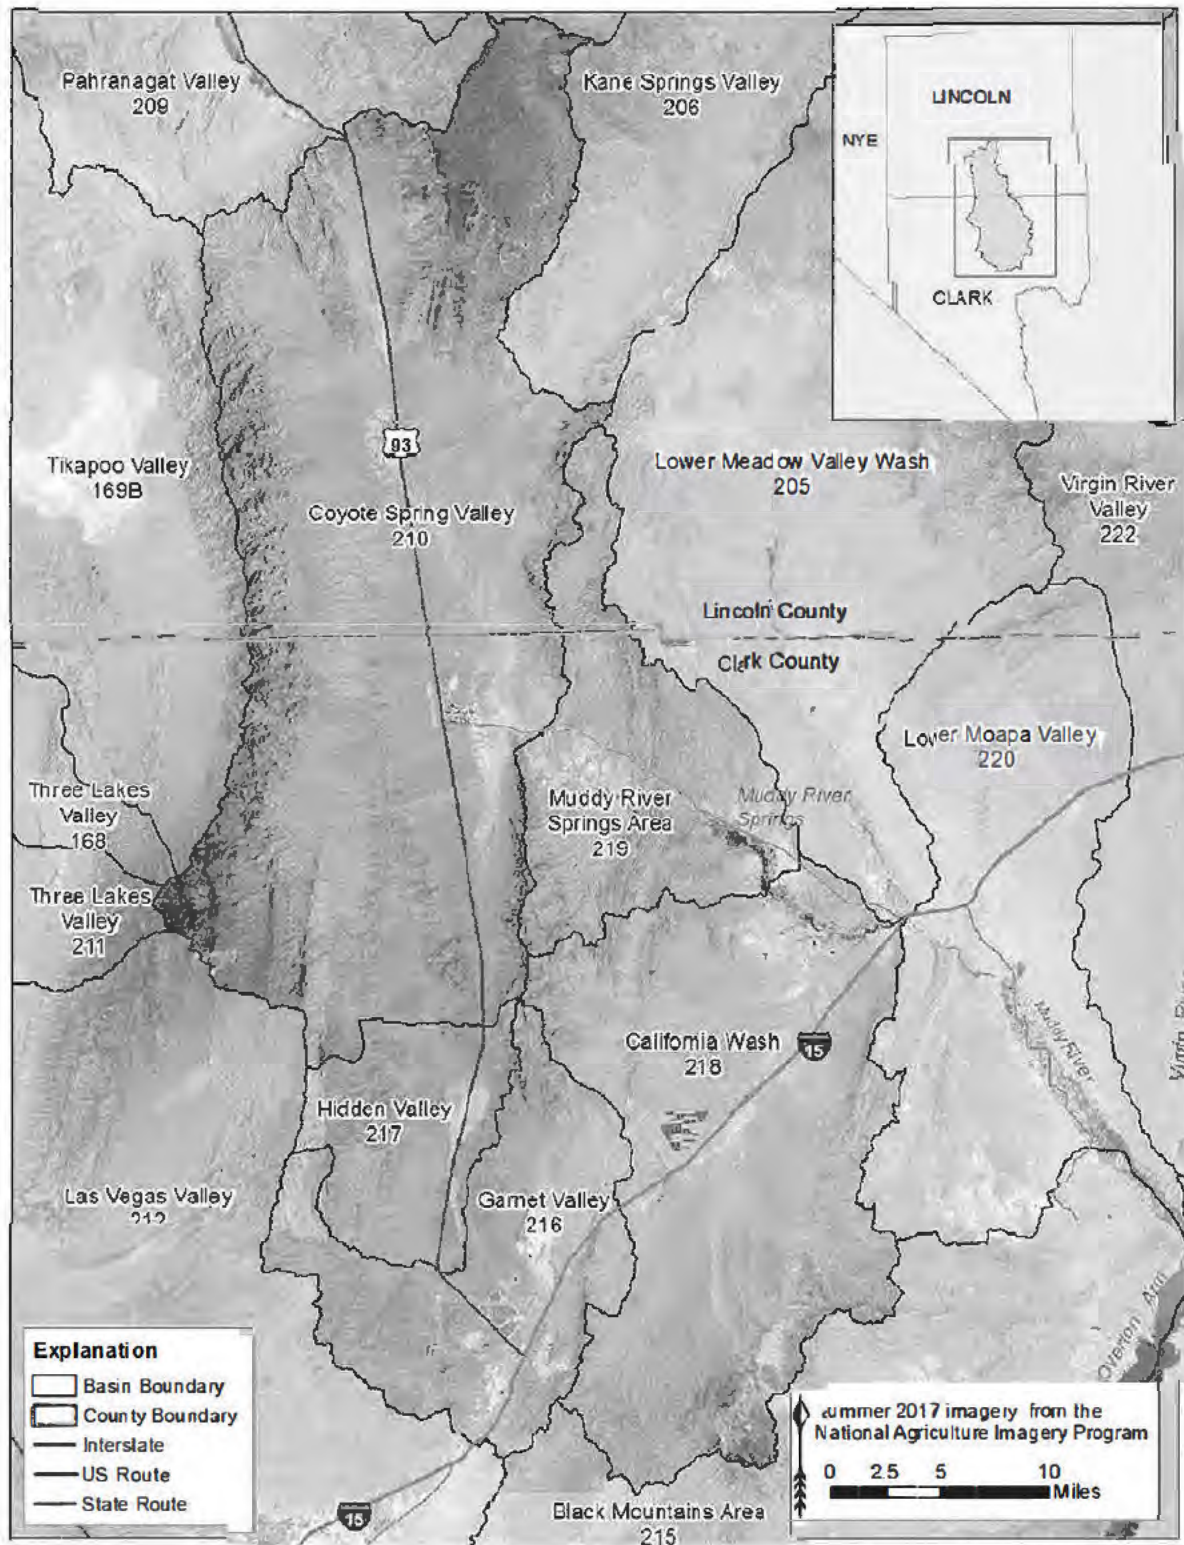 Pahranagat Valley
209
Kane Springs Valley
206
LINCOLN
NYE
CLARK
93
Tikapoo Valley
169B
Coyote Spring Valley
210
Lower Meadow Valley Wash
205
Virgin River
Valley
222
Lincoln County
Clark County
Lower Moapa Valley
220
Three Lakes
Valley
168
Muddy River
Springs Area
219
Muddy River
Springs
Three Lakes
Valley
211
California Wash
218
15
Muddy River
Virgin
Hidden Valley
217
Las Vegas Valley
212
Garnet Valley
216
Overton Arm
Explanation
Basin Boundary
County Boundary
Interstate
US Route
State Route
15
Black Mountains Area
215
ummer 2017 imagery from the
National Agriculture Imagery Program
0 2.5 5 10
Miles